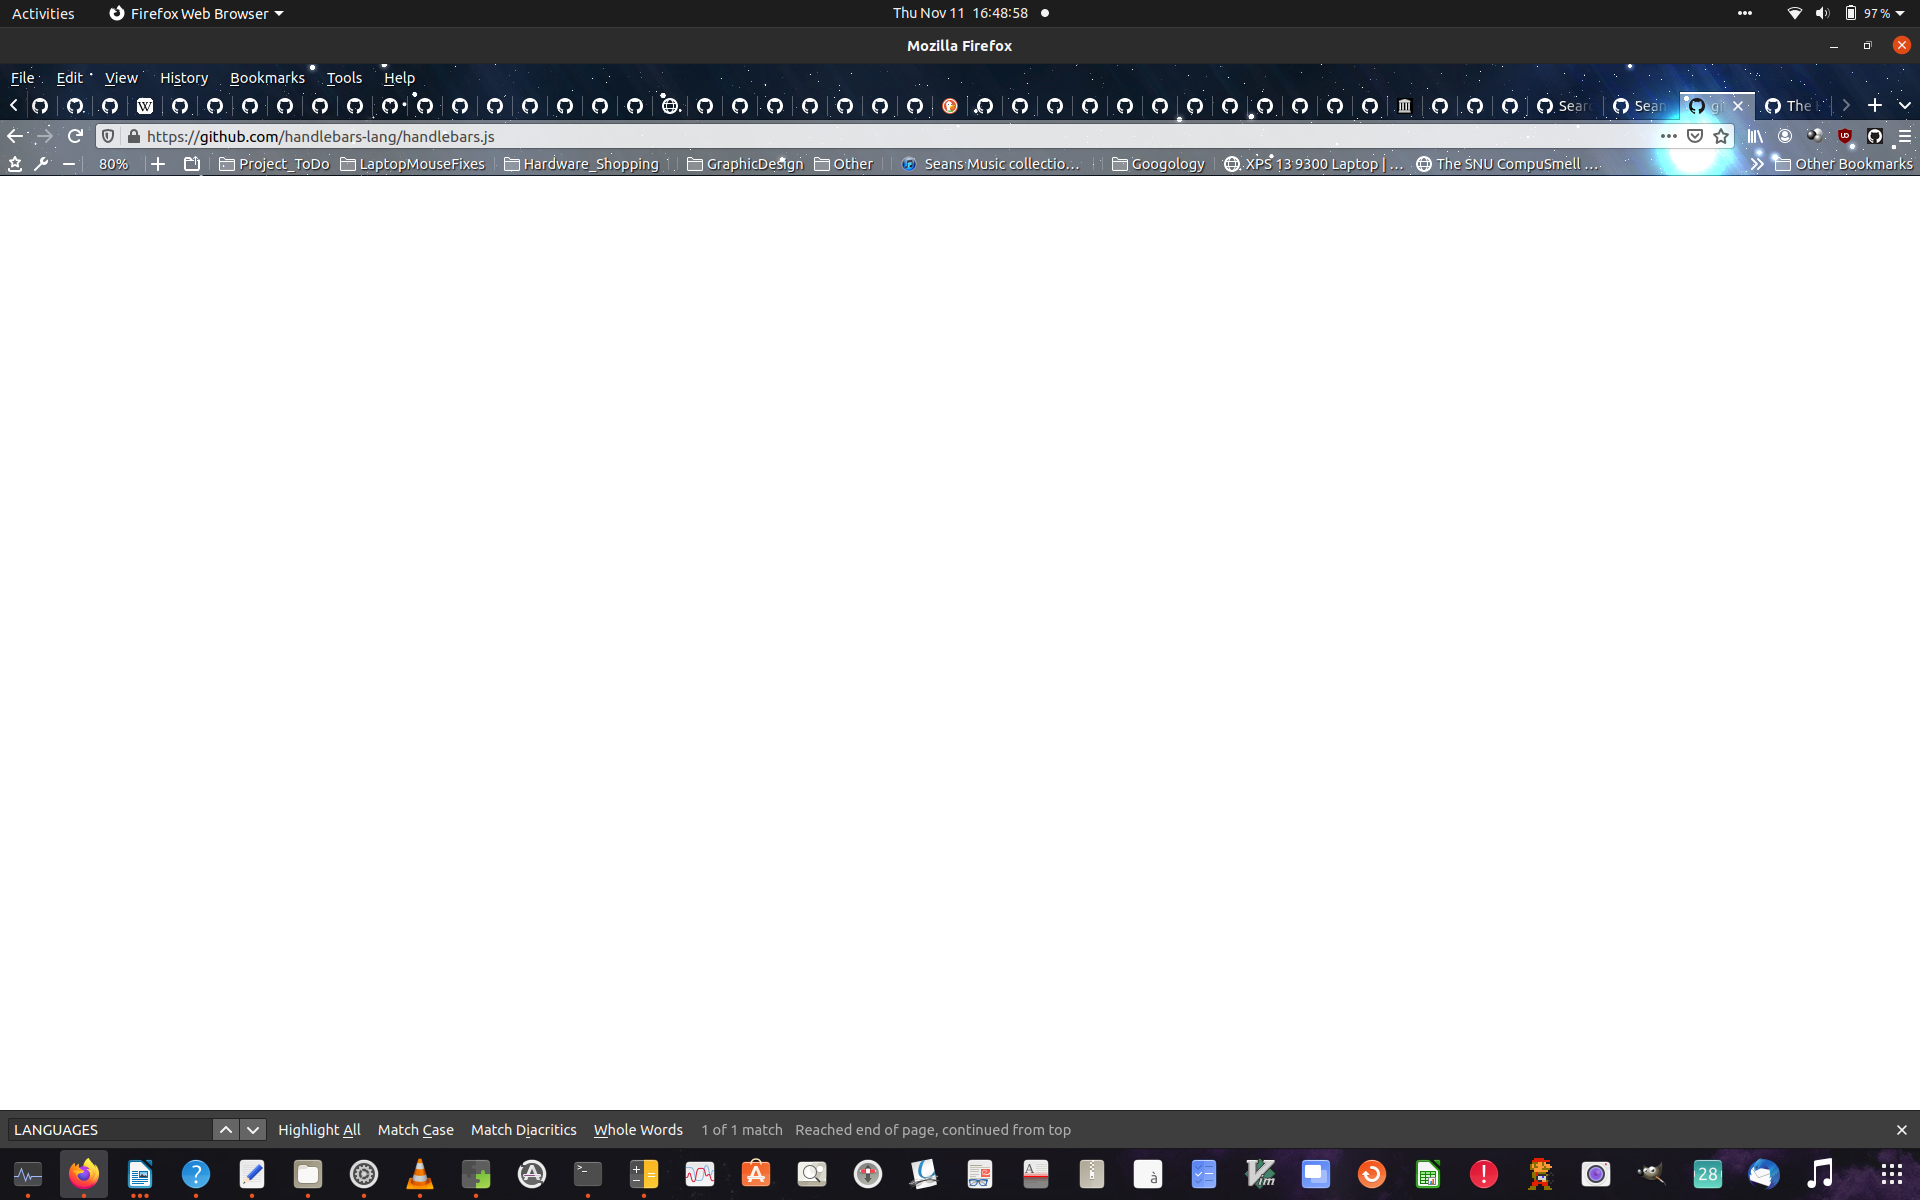 Activities Firefox Web Browser Thu Nov 11 16:48:58 97 %
Mozilla Firefox
File Edit View History Bookmarks Tools Help
W Sear Sean The
https://github.com/handlebars-lang/handlebars.js
80% Project_ToDo LaptopMouseFixes Hardware_Shopping GraphicDesign Other Seans Music collectio... Googology XPS 13 9300 Laptop | ... The SNU CompuSmell ... Other Bookmarks
LANGUAGES Highlight All Match Case Match Diacritics Whole Words 1 of 1 match Reached end of page, continued from top
28